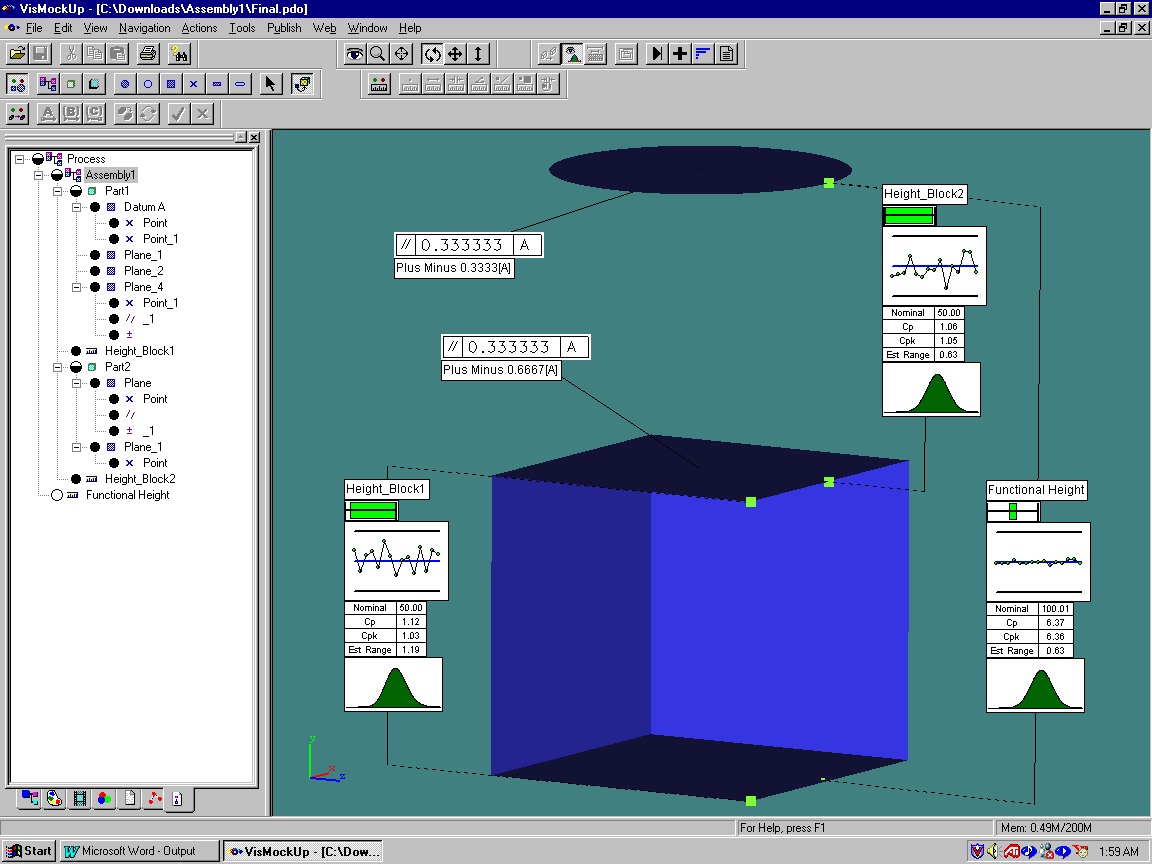 VisMockUp - [C:\Downloads\Assembly1\Final.pdo]
File Edit View Navigation Actions Tools Publish Web Window Help
A B C
Process
Assembly1
Part1
Datum A
Point
Point_1
Plane_1
Plane_2
Plane_4
Point_1
// _1
±
Height_Block1
Part2
Plane
Point
//
± _1
Plane_1
Point
Height_Block2
Functional Height
// 0.333333 A
Plus Minus 0.3333[A]
// 0.333333 A
Plus Minus 0.6667[A]
Height_Block2
Nominal 50.00
Cp 1.06
Cpk 1.05
Est Range 0.63
Height_Block1
Nominal 50.00
Cp 1.12
Cpk 1.03
Est Range 1.19
Functional Height
Nominal 100.01
Cp 6.37
Cpk 6.36
Est Range 0.63
y
x
z
For Help, press F1
Mem: 0.49M/200M
Start
Microsoft Word - Output
VisMockUp - [C:\Dow...
1:59 AM